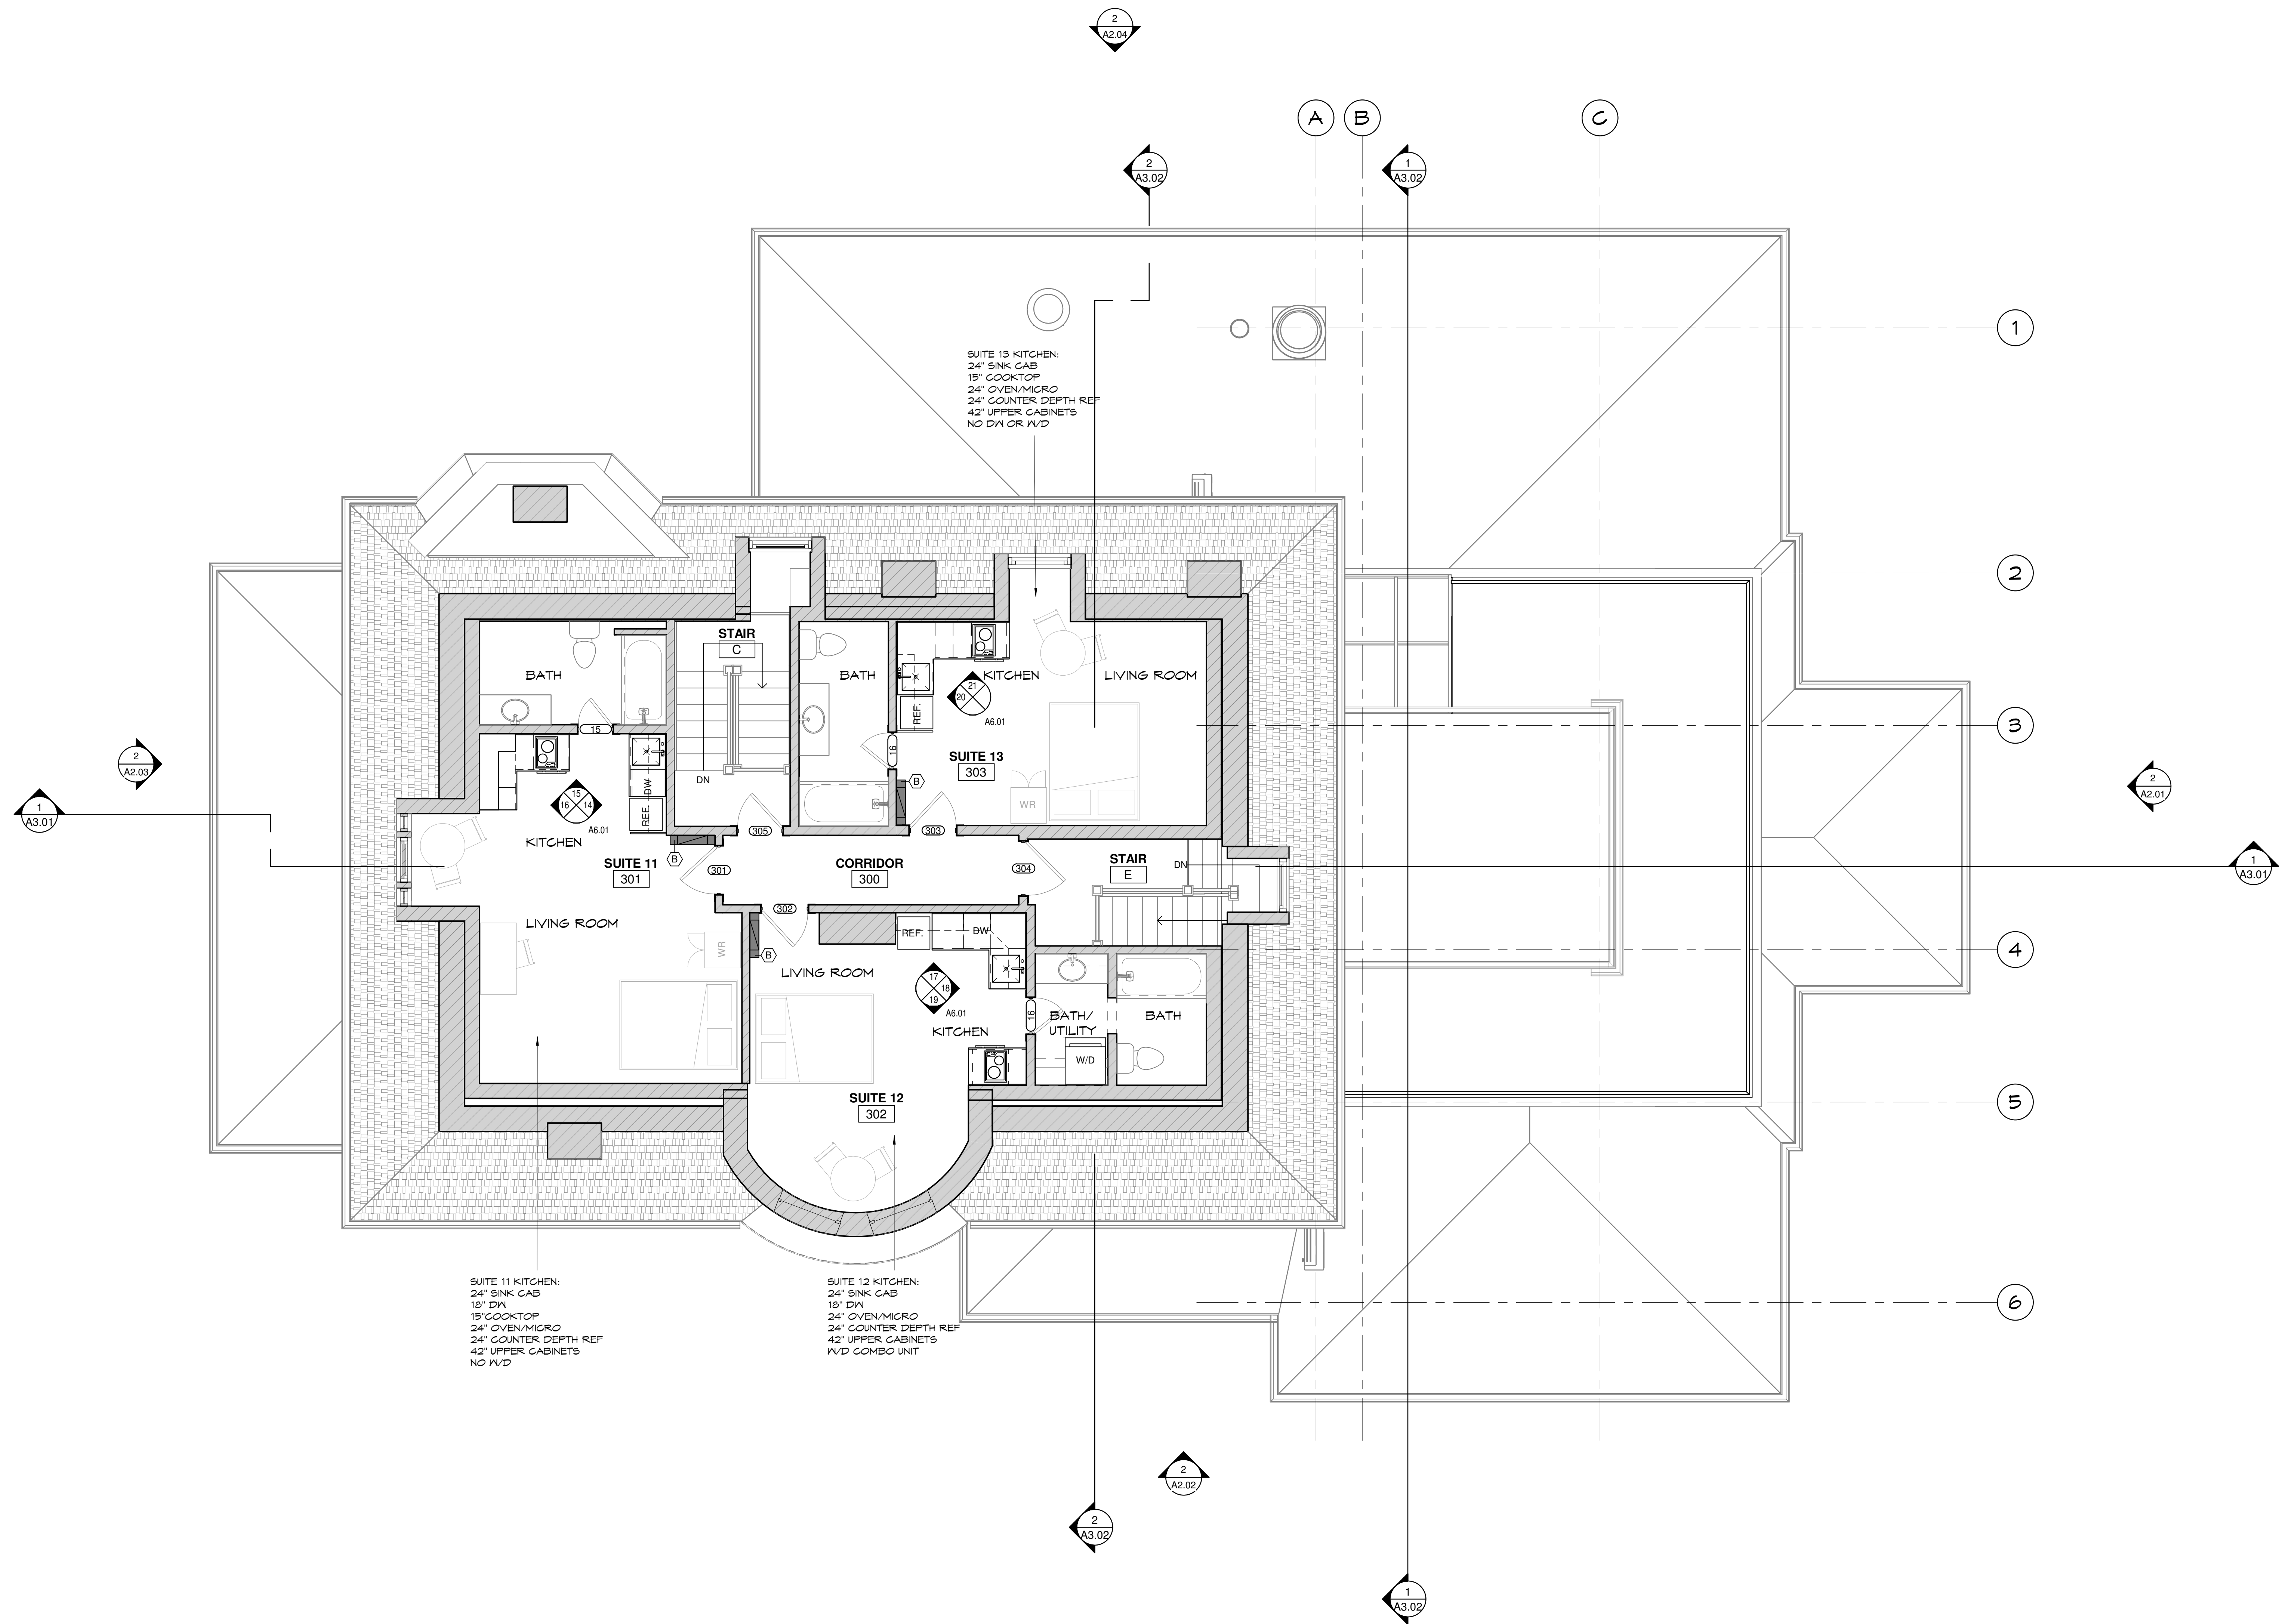 2
A2.04
A
B
C
2
A3.02
1
A3.02
1
SUITE 13 KITCHEN:
24" SINK CAB
15" COOKTOP
24" OVEN/MICRO
24" COUNTER DEPTH REF
42" UPPER CABINETS
NO DW OR W/D
2
STAIR
C
BATH
BATH
KITCHEN
LIVING ROOM
21
20
A6.01
REF.
15
3
16
SUITE 13
303
2
A2.03
DN
DW
B
2
A2.01
15
16
14
A6.01
REF.
WR
1
A3.01
305
303
KITCHEN
B
SUITE 11
301
301
CORRIDOR
300
304
STAIR
E
DN
1
A3.01
302
LIVING ROOM
WR
REF.
DW
B
4
LIVING ROOM
17
18
19
A6.01
KITCHEN
16
BATH/
UTILITY
BATH
W/D
SUITE 12
302
5
SUITE 11 KITCHEN:
24" SINK CAB
18" DW
15"COOKTOP
24" OVEN/MICRO
24" COUNTER DEPTH REF
42" UPPER CABINETS
NO W/D
SUITE 12 KITCHEN:
24" SINK CAB
18" DW
24" OVEN/MICRO
24" COUNTER DEPTH REF
42" UPPER CABINETS
W/D COMBO UNIT
6
2
A2.02
2
A3.02
1
A3.02